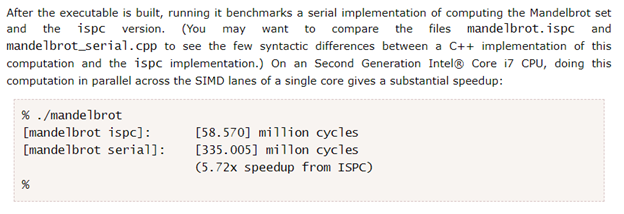 After the executable is built, running it benchmarks a serial implementation of computing the Mandelbrot set
and the ispc version. (You may want to compare the files mandelbrot.ispc and
mandelbrot_serial.cpp to see the few syntactic differences between a C++ implementation of this
computation and the ispc implementation.) On an Second Generation Intel® Core i7 CPU, doing this
computation in parallel across the SIMD lanes of a single core gives a substantial speedup:
% ./mandelbrot
[mandelbrot ispc]: [58.570] million cycles
[mandelbrot serial]: [335.005] millon cycles
(5.72x speedup from ISPC)
%